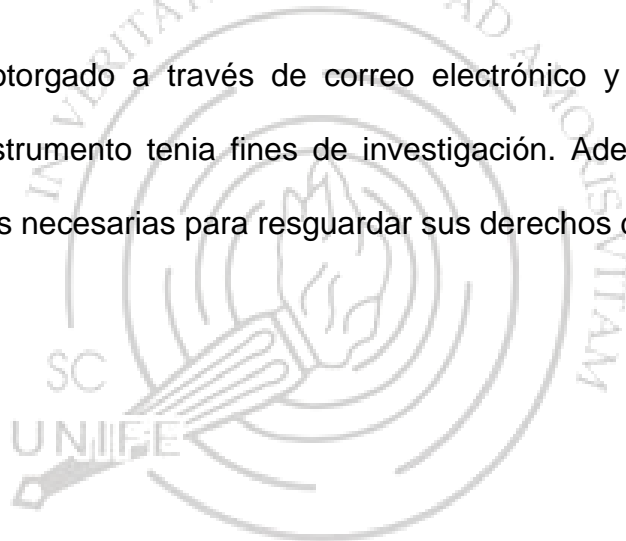 otorgado a través de correo electrónico y
strumento tenia fines de investigación. Ade
s necesarias para resguardar sus derechos
SC
UNIFE